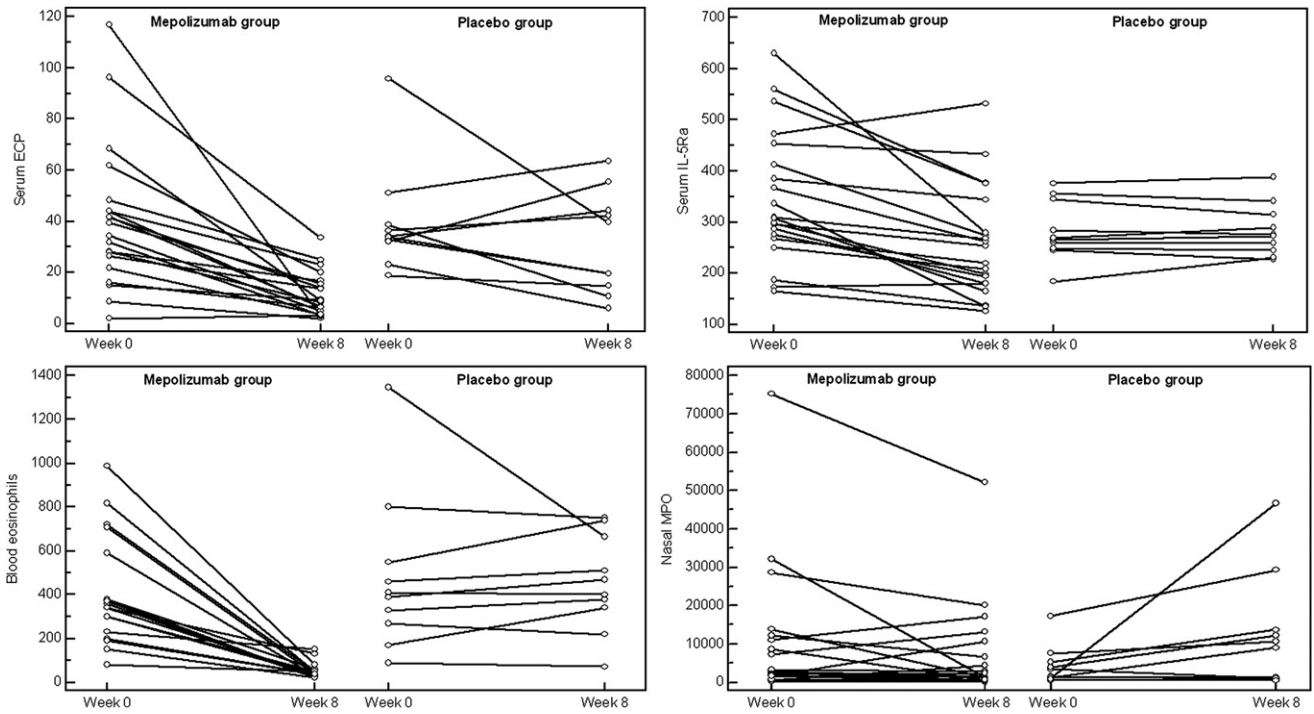 Mepolizumab group
Placebo group
Serum ECP
120
100
80
60
40
20
0
Week 0
Week 8
Week 0
Week 8
Mepolizumab group
Placebo group
Serum IL-5Ra
700
600
500
400
300
200
100
Week 0
Week 8
Week 0
Week 8
Mepolizumab group
Placebo group
Blood eosinophils
1400
1200
1000
800
600
400
200
0
Week 0
Week 8
Week 0
Week 8
Mepolizumab group
Placebo group
Nasal MPO
80000
70000
60000
50000
40000
30000
20000
10000
0
Week 0
Week 8
Week 0
Week 8